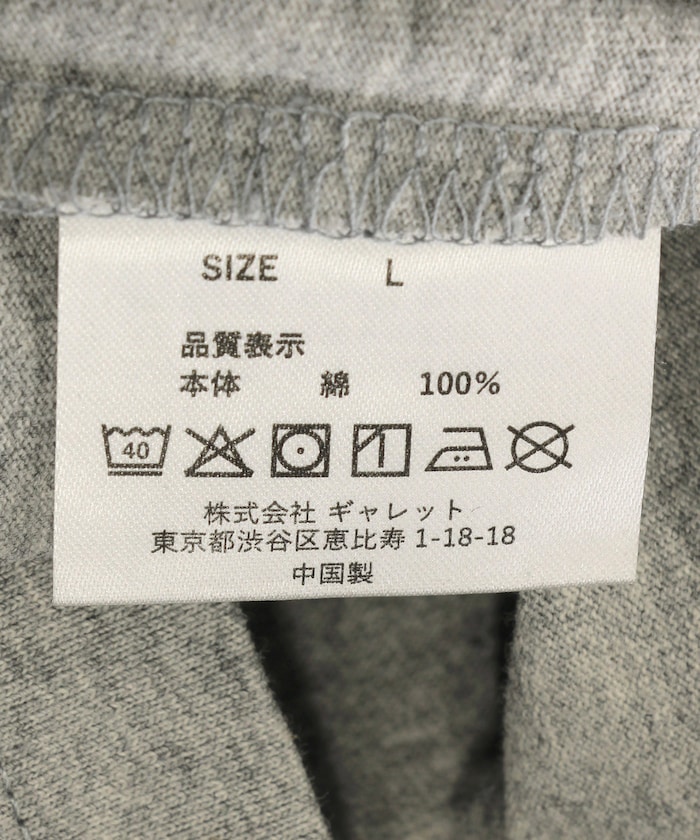 SIZE L
品質表示
本体 綿 100%
40
株式会社 ギャレット
東京都渋谷区恵比寿 1-18-18
中国製